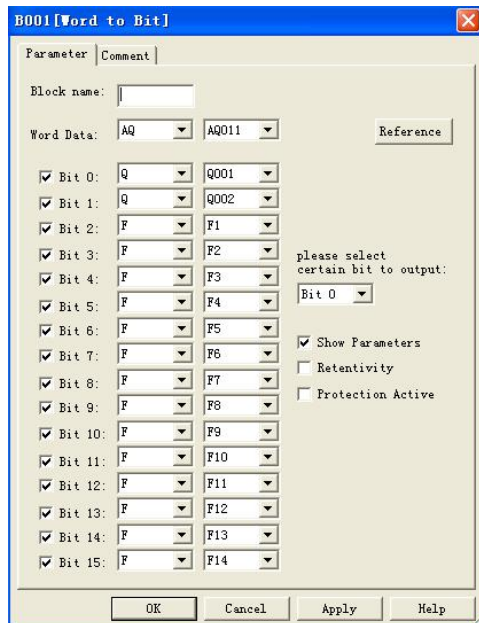 B001[Word to Bit]
Parameter Comment
Block name:
Word Data: AQ AQ011 Reference
Bit 0: Q Q001
Bit 1: Q Q002
Bit 2: F F1
Bit 3: F F2
please select
certain bit to output:
Bit 4: F F3
Bit 0
Bit 5: F F4
Bit 6: F F5
Show Parameters
Bit 7: F F6
Retentivity
Bit 8: F F7
Protection Active
Bit 9: F F8
Bit 10: F F9
Bit 11: F F10
Bit 12: F F11
Bit 13: F F12
Bit 14: F F13
Bit 15: F F14
OK Cancel Apply Help